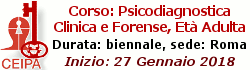 Corso: Psicodiagnostica
Clinica e Forense, Età Adulta
Durata: biennale, sede: Roma
Inizio: 27 Gennaio 2018
CEIPA